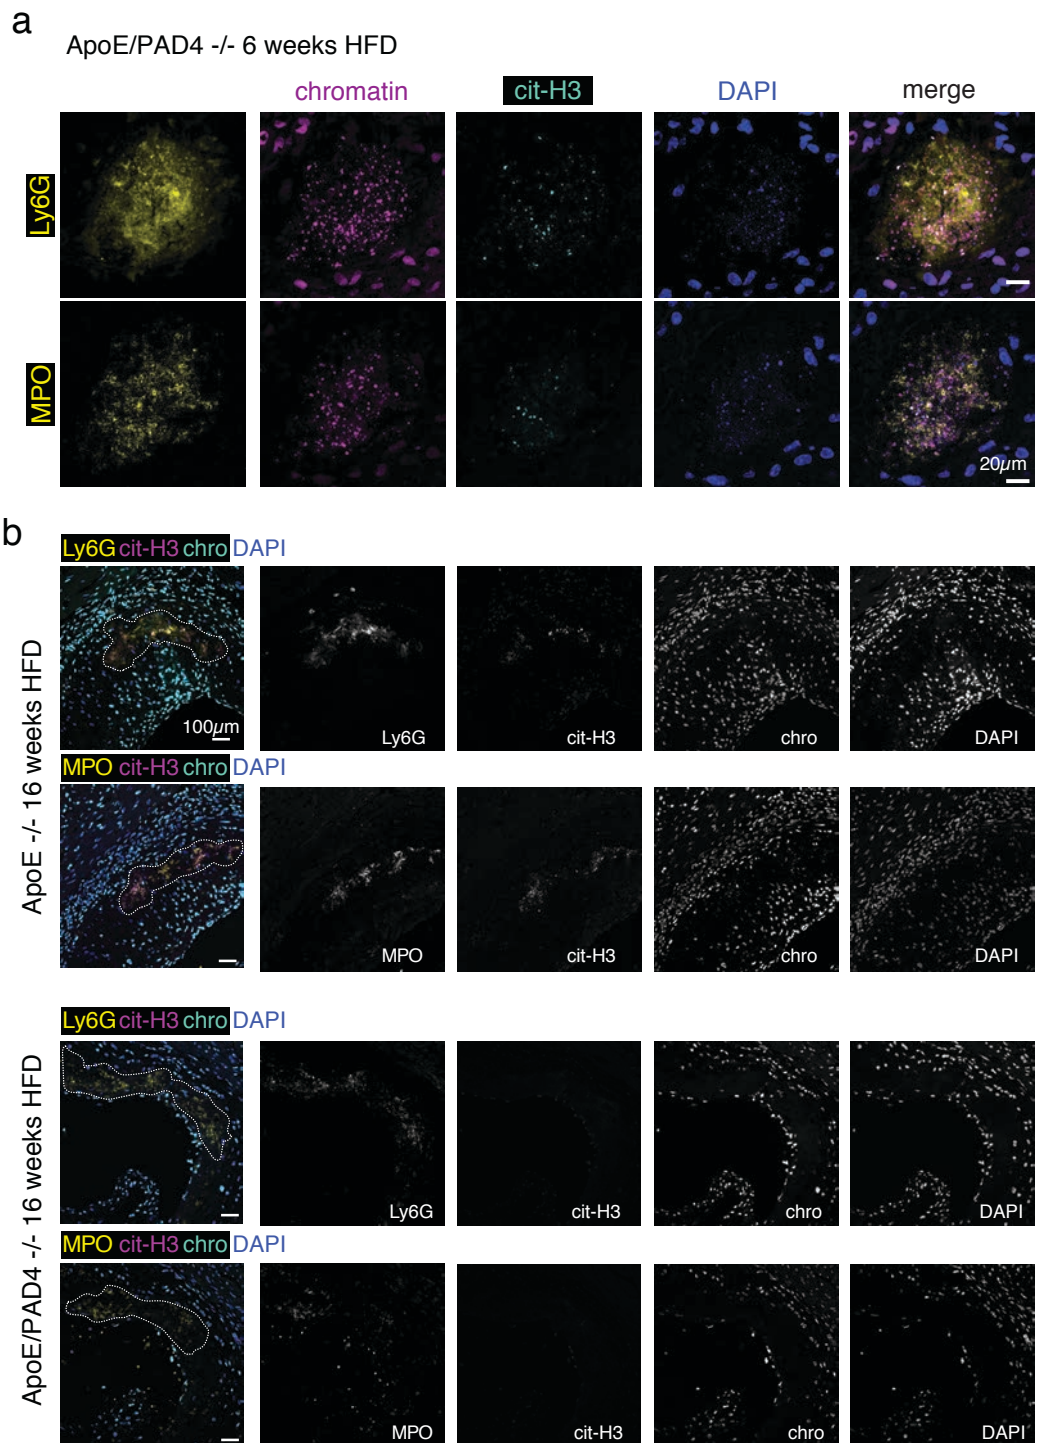 a
ApoE/PAD4 -/- 6 weeks HFD
chromatin cit-H3 DAPI merge
Ly6G
MPO
20µm
b
Ly6G cit-H3 chro DAPI
ApoE -/- 16 weeks HFD
100µm
Ly6G cit-H3 chro DAPI
MPO cit-H3 chro DAPI
MPO cit-H3 chro DAPI
Ly6G cit-H3 chro DAPI
ApoE/PAD4 -/- 16 weeks HFD
Ly6G cit-H3 chro DAPI
MPO cit-H3 chro DAPI
MPO cit-H3 chro DAPI